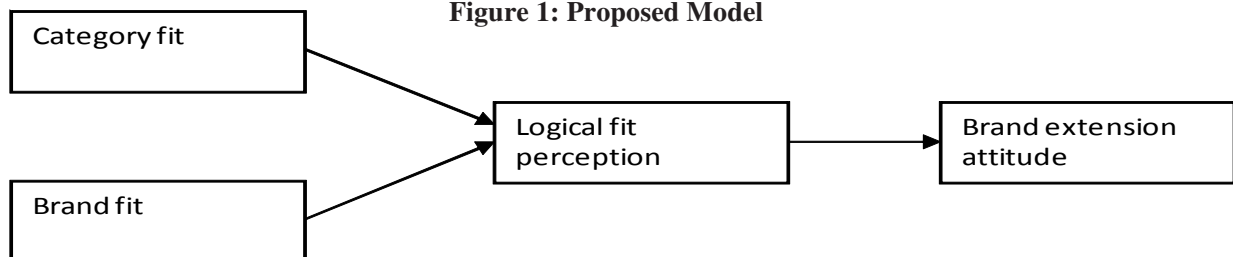 Figure 1: Proposed Model
Category fit
Logical fit
perception
Brand extension
attitude
Brand fit